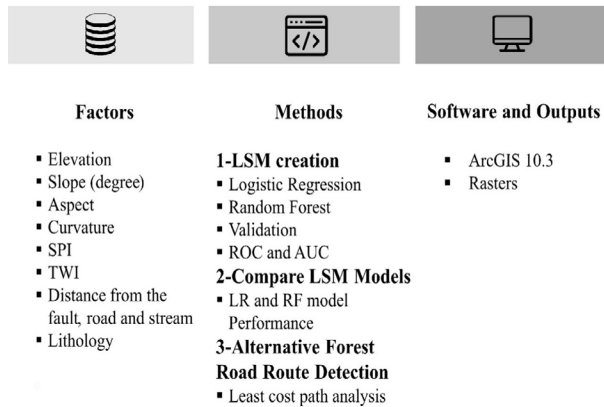 </>
Factors
Elevation
Slope (degree)
Aspect
Curvature
SPI
TWI
Distance from the
fault, road and stream
Lithology
Methods
1-LSM creation
Logistic Regression
Random Forest
Validation
ROC and AUC
2-Compare LSM Models
LR and RF model
Performance
3-Alternative Forest
Road Route Detection
Least cost path analysis
Software and Outputs
ArcGIS 10.3
Rasters